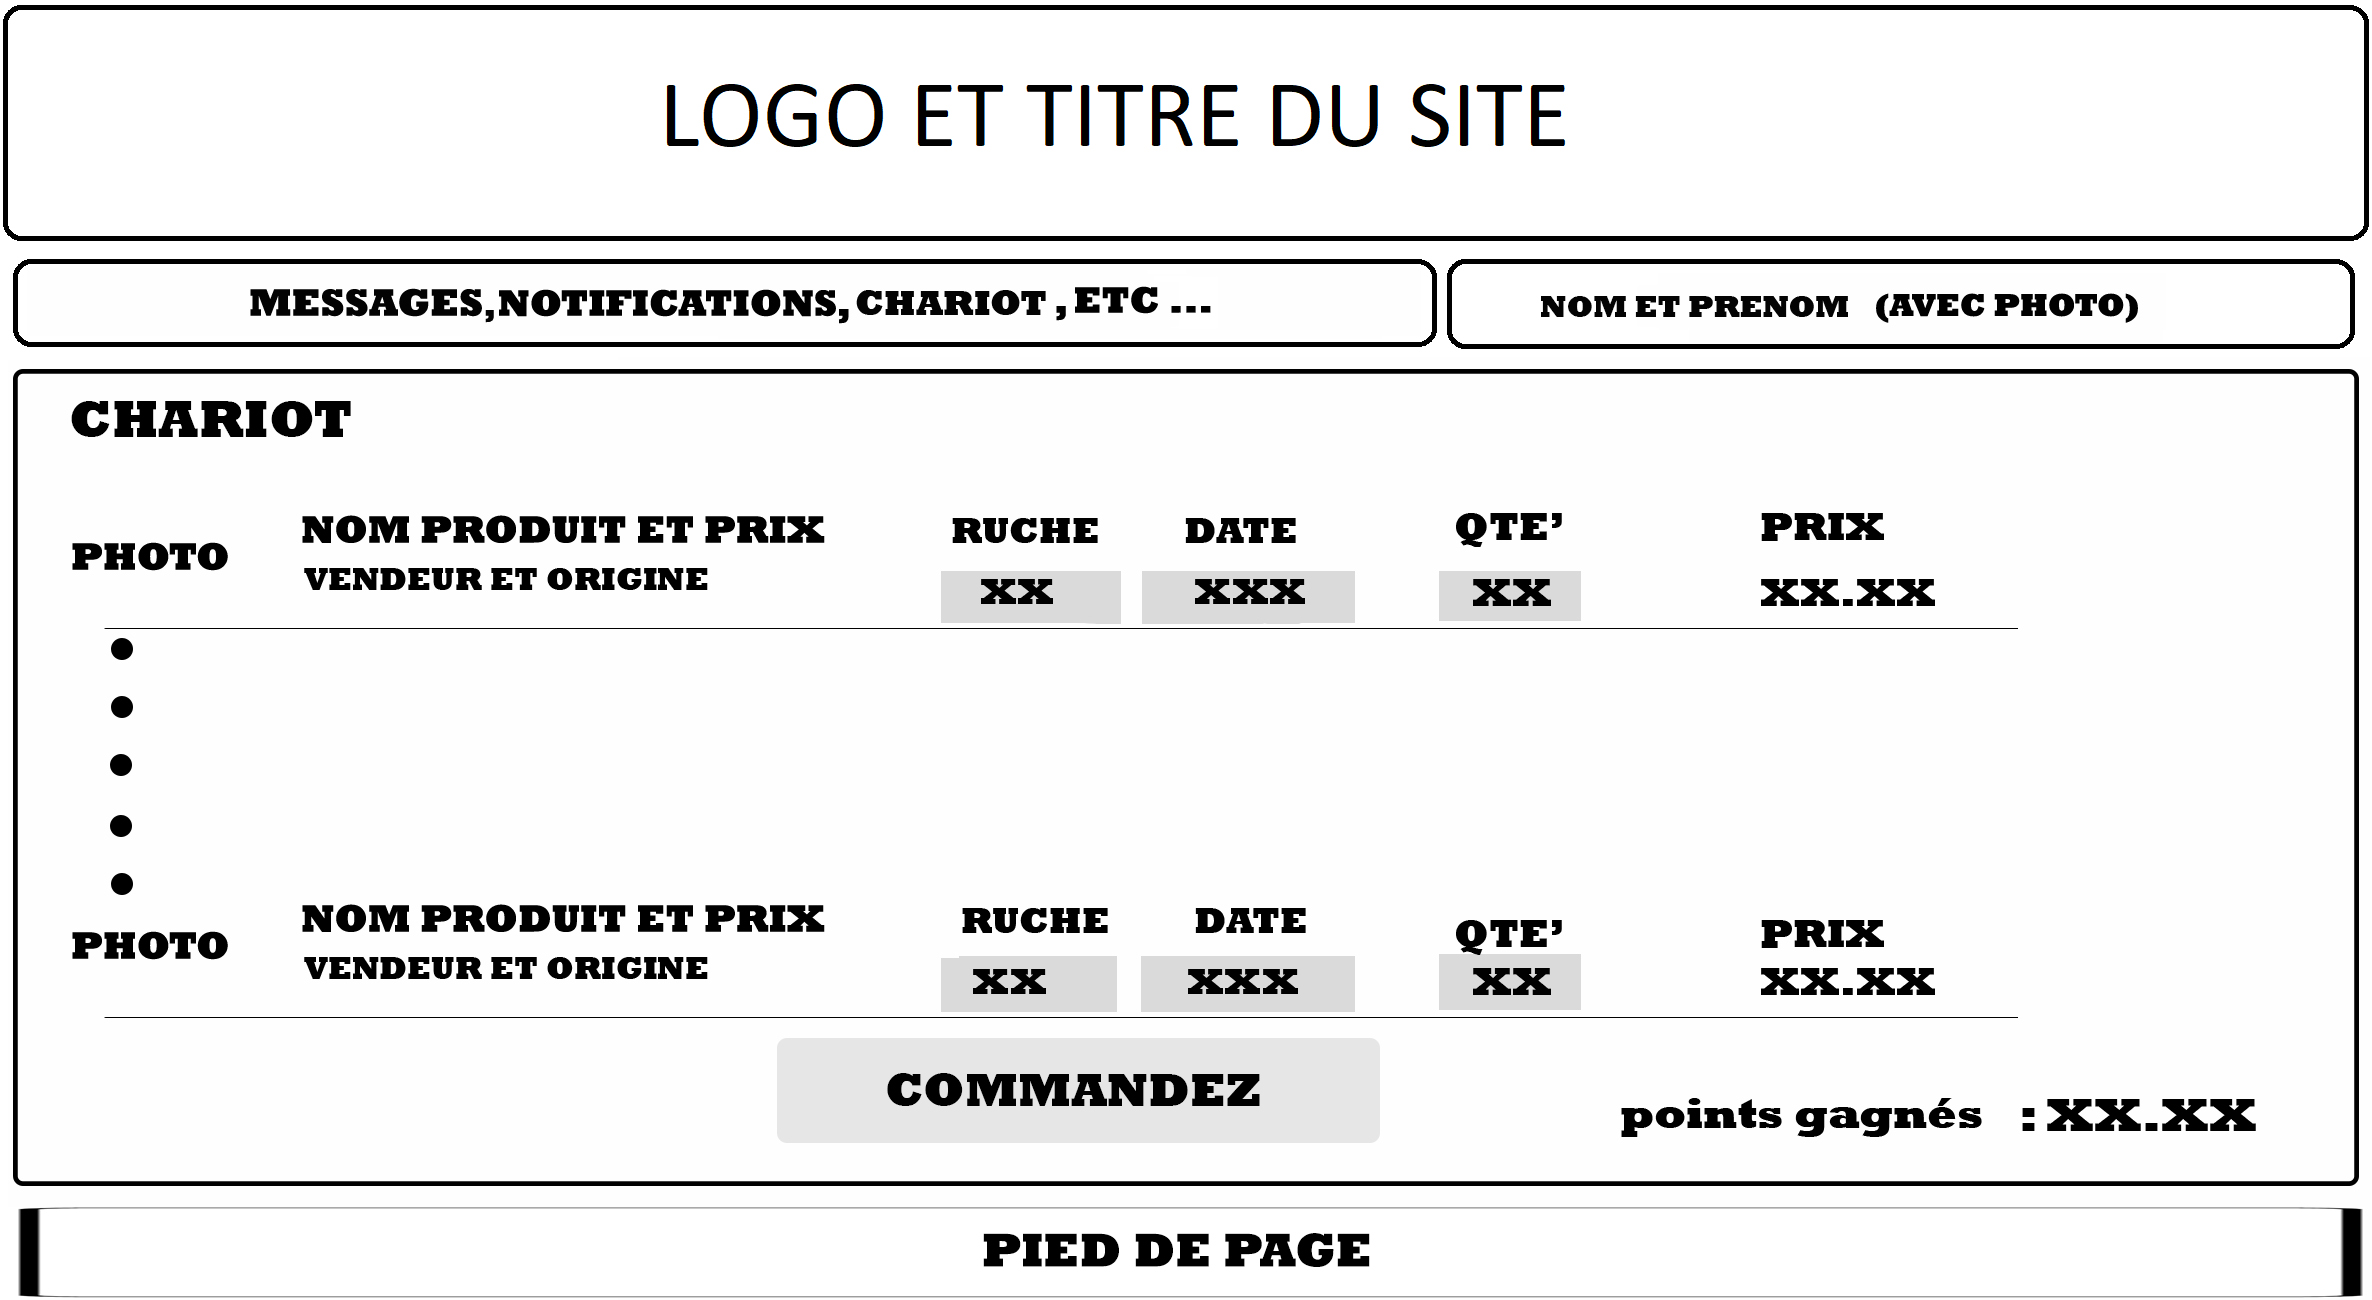 LOGO ET TITRE DU SITE
MESSAGES,NOTIFICATIONS,CHARIOT ,ETC ...
NOM ET PRENOM (AVEC PHOTO)
CHARIOT
PHOTO
NOM PRODUIT ET PRIX
VENDEUR ET ORIGINE
RUCHE
XX
DATE
XXX
QTE’
XX
PRIX
XX.XX
PHOTO
NOM PRODUIT ET PRIX
VENDEUR ET ORIGINE
RUCHE
XX
DATE
XXX
QTE’
XX
PRIX
XX.XX
COMMANDEZ
points gagnés :XX.XX
PIED DE PAGE